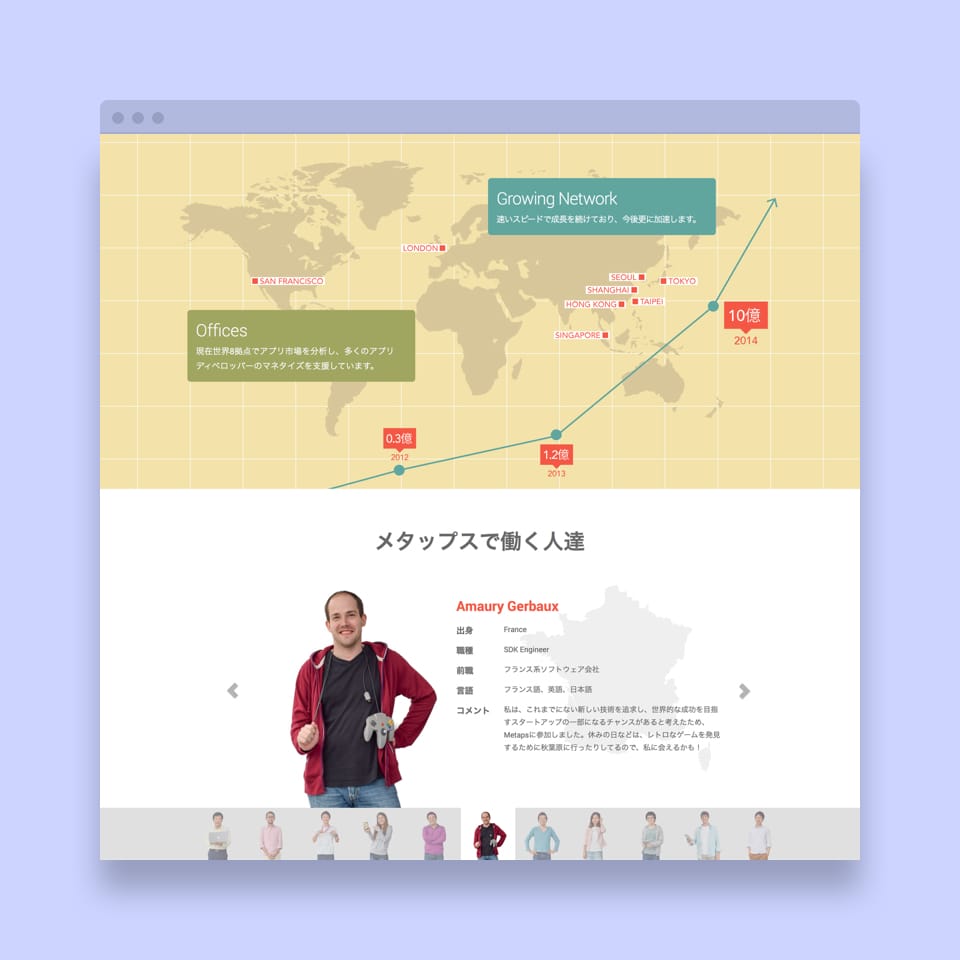 Growing Network
速いスピードで成長を続けており、今後更に加速します。
LONDON
SAN FRANCISCO
SEOUL
TOKYO
SHANGHAI
HONG KONG
TAIPEI
SINGAPORE
Offices
現在世界8拠点でアプリ市場を分析し、多くのアプリ
ディベロッパーのマネタイズを支援しています。
10億
2014
0.3億
2012
1.2億
2013
メタップスで働く人達
Amaury Gerbaux
出身 France
職種 SDK Engineer
前職 フランス系ソフトウェア会社
言語 フランス語、英語、日本語
コメント 私は、これまでにない新しい技術を追求し、世界的な成功を目指
すスタートアップの一部になるチャンスがあると考えたため、
Metapsに参加しました。休みの日などは、レトロなゲームを発見
するために秋葉原に行ったりしてるので、私に会えるかも！